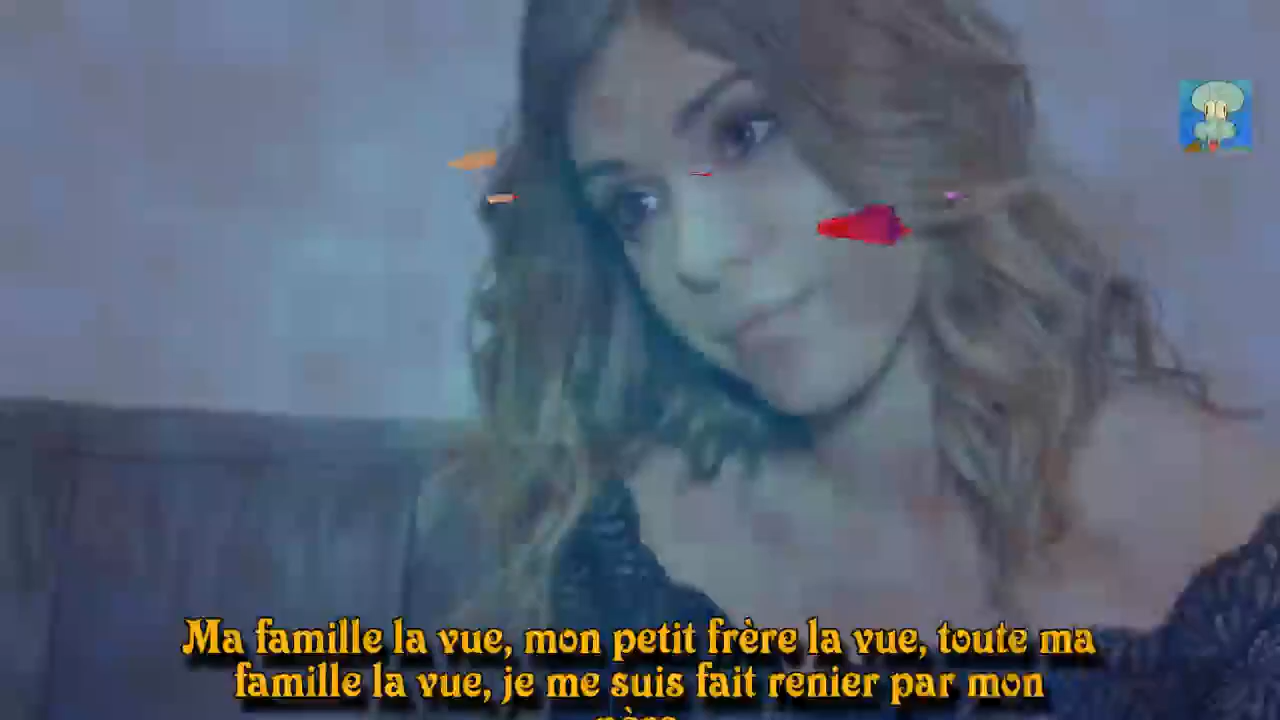 Ma famille la vue, mon petit frère la vue, toute ma
famille la vue, je me suis fait renier par mon
père